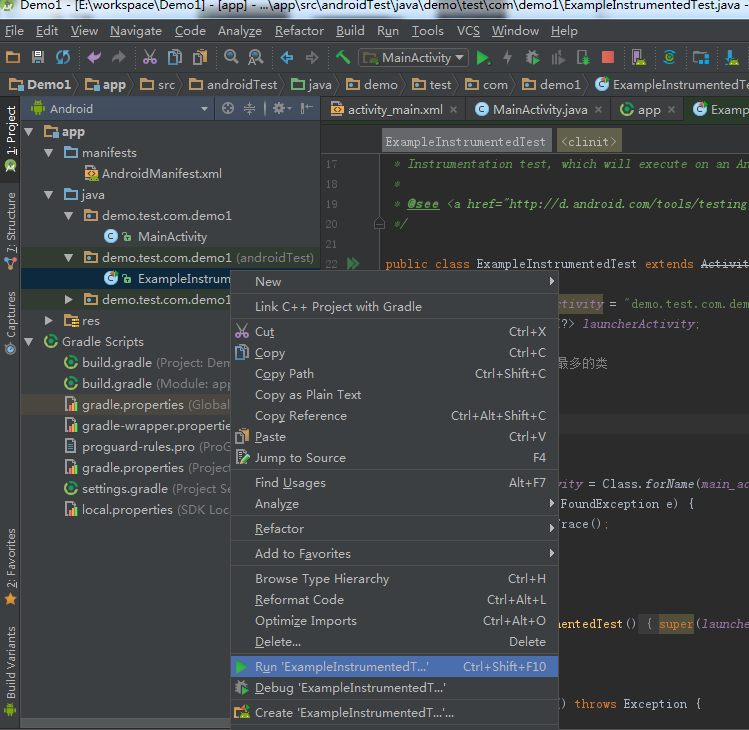 Demo1 - [E:\workspace\Demo1] - [app] - ...\app\src\androidTest\java\demo\test\com\demo1\ExampleInstrumentedTest.java
File Edit View Navigate Code Analyze Refactor Build Run Tools VCS Window Help
MainActivity
Demo1 app src androidTest java demo test com demo1 ExampleInstrumentedTest
Android
activity_main.xml MainActivity.java app Examp
1: Project
7: Structure
Captures
2: Favorites
Build Variants
app
manifests
AndroidManifest.xml
java
demo.test.com.demo1
MainActivity
demo.test.com.demo1 (androidTest)
ExampleInstrum
demo.test.com.demo1
res
Gradle Scripts
build.gradle (Project: Dem
build.gradle (Module: app
gradle.properties (Global
gradle-wrapper.propertie
proguard-rules.pro (ProG
gradle.properties (Project
settings.gradle (Project Se
local.properties (SDK Loc
New
Link C++ Project with Gradle
Cut Ctrl+X
Copy Ctrl+C
Copy Path Ctrl+Shift+C
Copy as Plain Text
Copy Reference Ctrl+Alt+Shift+C
Paste Ctrl+V
Jump to Source F4
Find Usages Alt+F7
Analyze
Refactor
Add to Favorites
Browse Type Hierarchy Ctrl+H
Reformat Code Ctrl+Alt+L
Optimize Imports Ctrl+Alt+O
Delete... Delete
Run 'ExampleInstrumentedT...' Ctrl+Shift+F10
Debug 'ExampleInstrumentedT...'
Create 'ExampleInstrumentedT...'...
ExampleInstrumentedTest <clinit>
17 * Instrumentation test, which will execute on an An
18 *
19 * @see <a href="http://d.android.com/tools/testing
20 */
21
22 public class ExampleInstrumentedTest extends Activit
tivity = "demo.test.com.dem
?> launcherActivity;
最多的类
vity = Class.forName(main_ac
FoundException e) {
race();
mentedTest() { super(launche
) throws Exception {